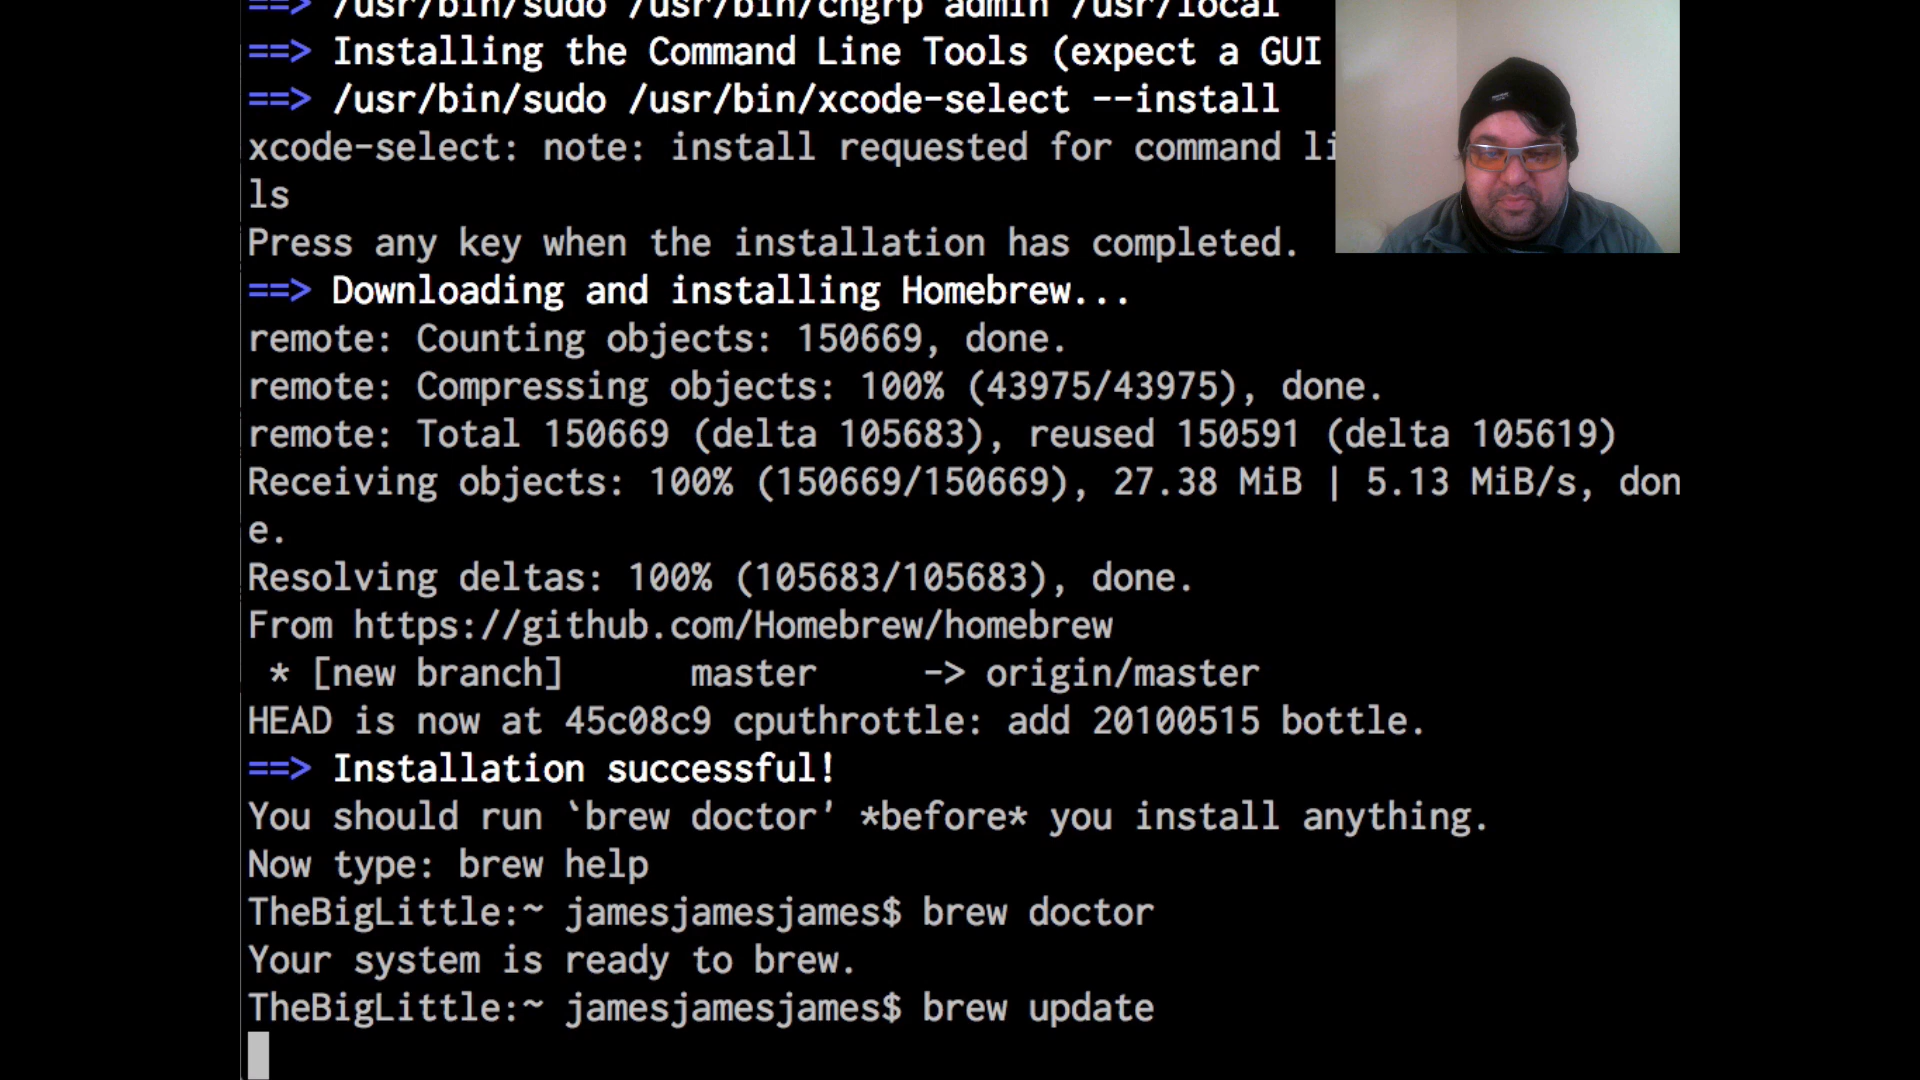 ==> /usr/bin/sudo /usr/bin/chgrp admin /usr/local
==> Installing the Command Line Tools (expect a GUI
==> /usr/bin/sudo /usr/bin/xcode-select --install
xcode-select: note: install requested for command li
ls
Press any key when the installation has completed.
==> Downloading and installing Homebrew...
remote: Counting objects: 150669, done.
remote: Compressing objects: 100% (43975/43975), done.
remote: Total 150669 (delta 105683), reused 150591 (delta 105619)
Receiving objects: 100% (150669/150669), 27.38 MiB | 5.13 MiB/s, don
e.
Resolving deltas: 100% (105683/105683), done.
From https://github.com/Homebrew/homebrew
 * [new branch]      master     -> origin/master
HEAD is now at 45c08c9 cputhrottle: add 20100515 bottle.
==> Installation successful!
You should run `brew doctor' *before* you install anything.
Now type: brew help
TheBigLittle:~ jamesjamesjames$ brew doctor
Your system is ready to brew.
TheBigLittle:~ jamesjamesjames$ brew update